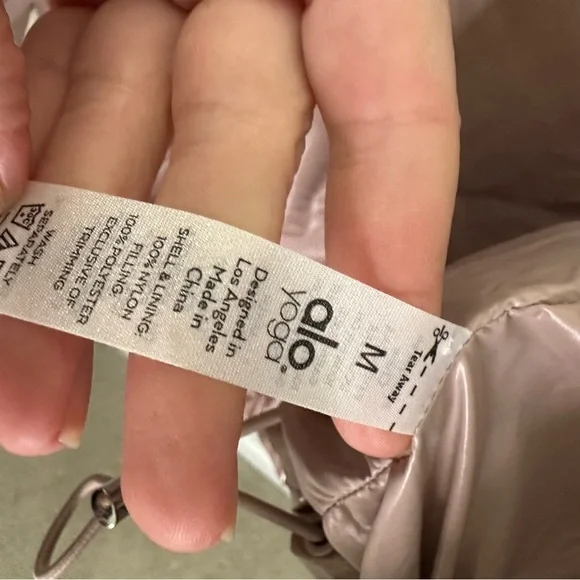 Tear Away
M
alo
yoga®
Designed in
Los Angeles
Made in
China
SHELL & LINING:
100% NYLON
FILLING:
100% POLYESTER
EXCLUSIVE OF
TRIMMING
WASH
SEPARATELY